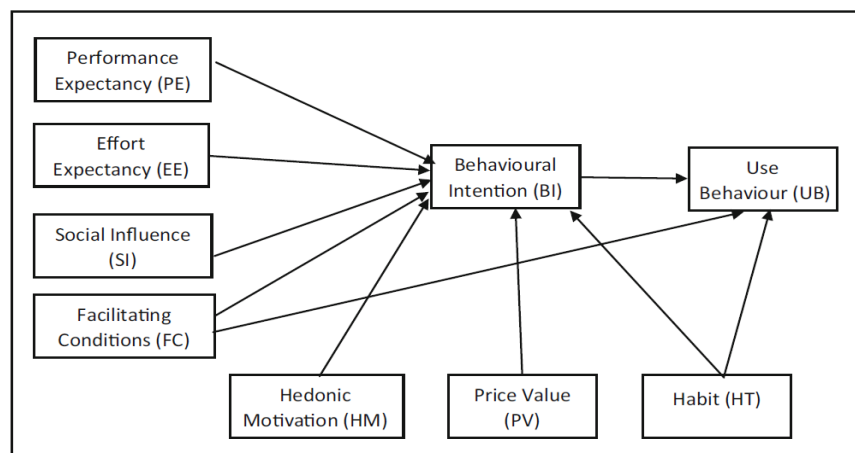 Performance
Expectancy (PE)
Effort
Expectancy (EE)
Behavioural
Intention (BI)
Use
Behaviour (UB)
Social Influence
(SI)
Facilitating
Conditions (FC)
Hedonic
Motivation (HM)
Price Value
(PV)
Habit (HT)